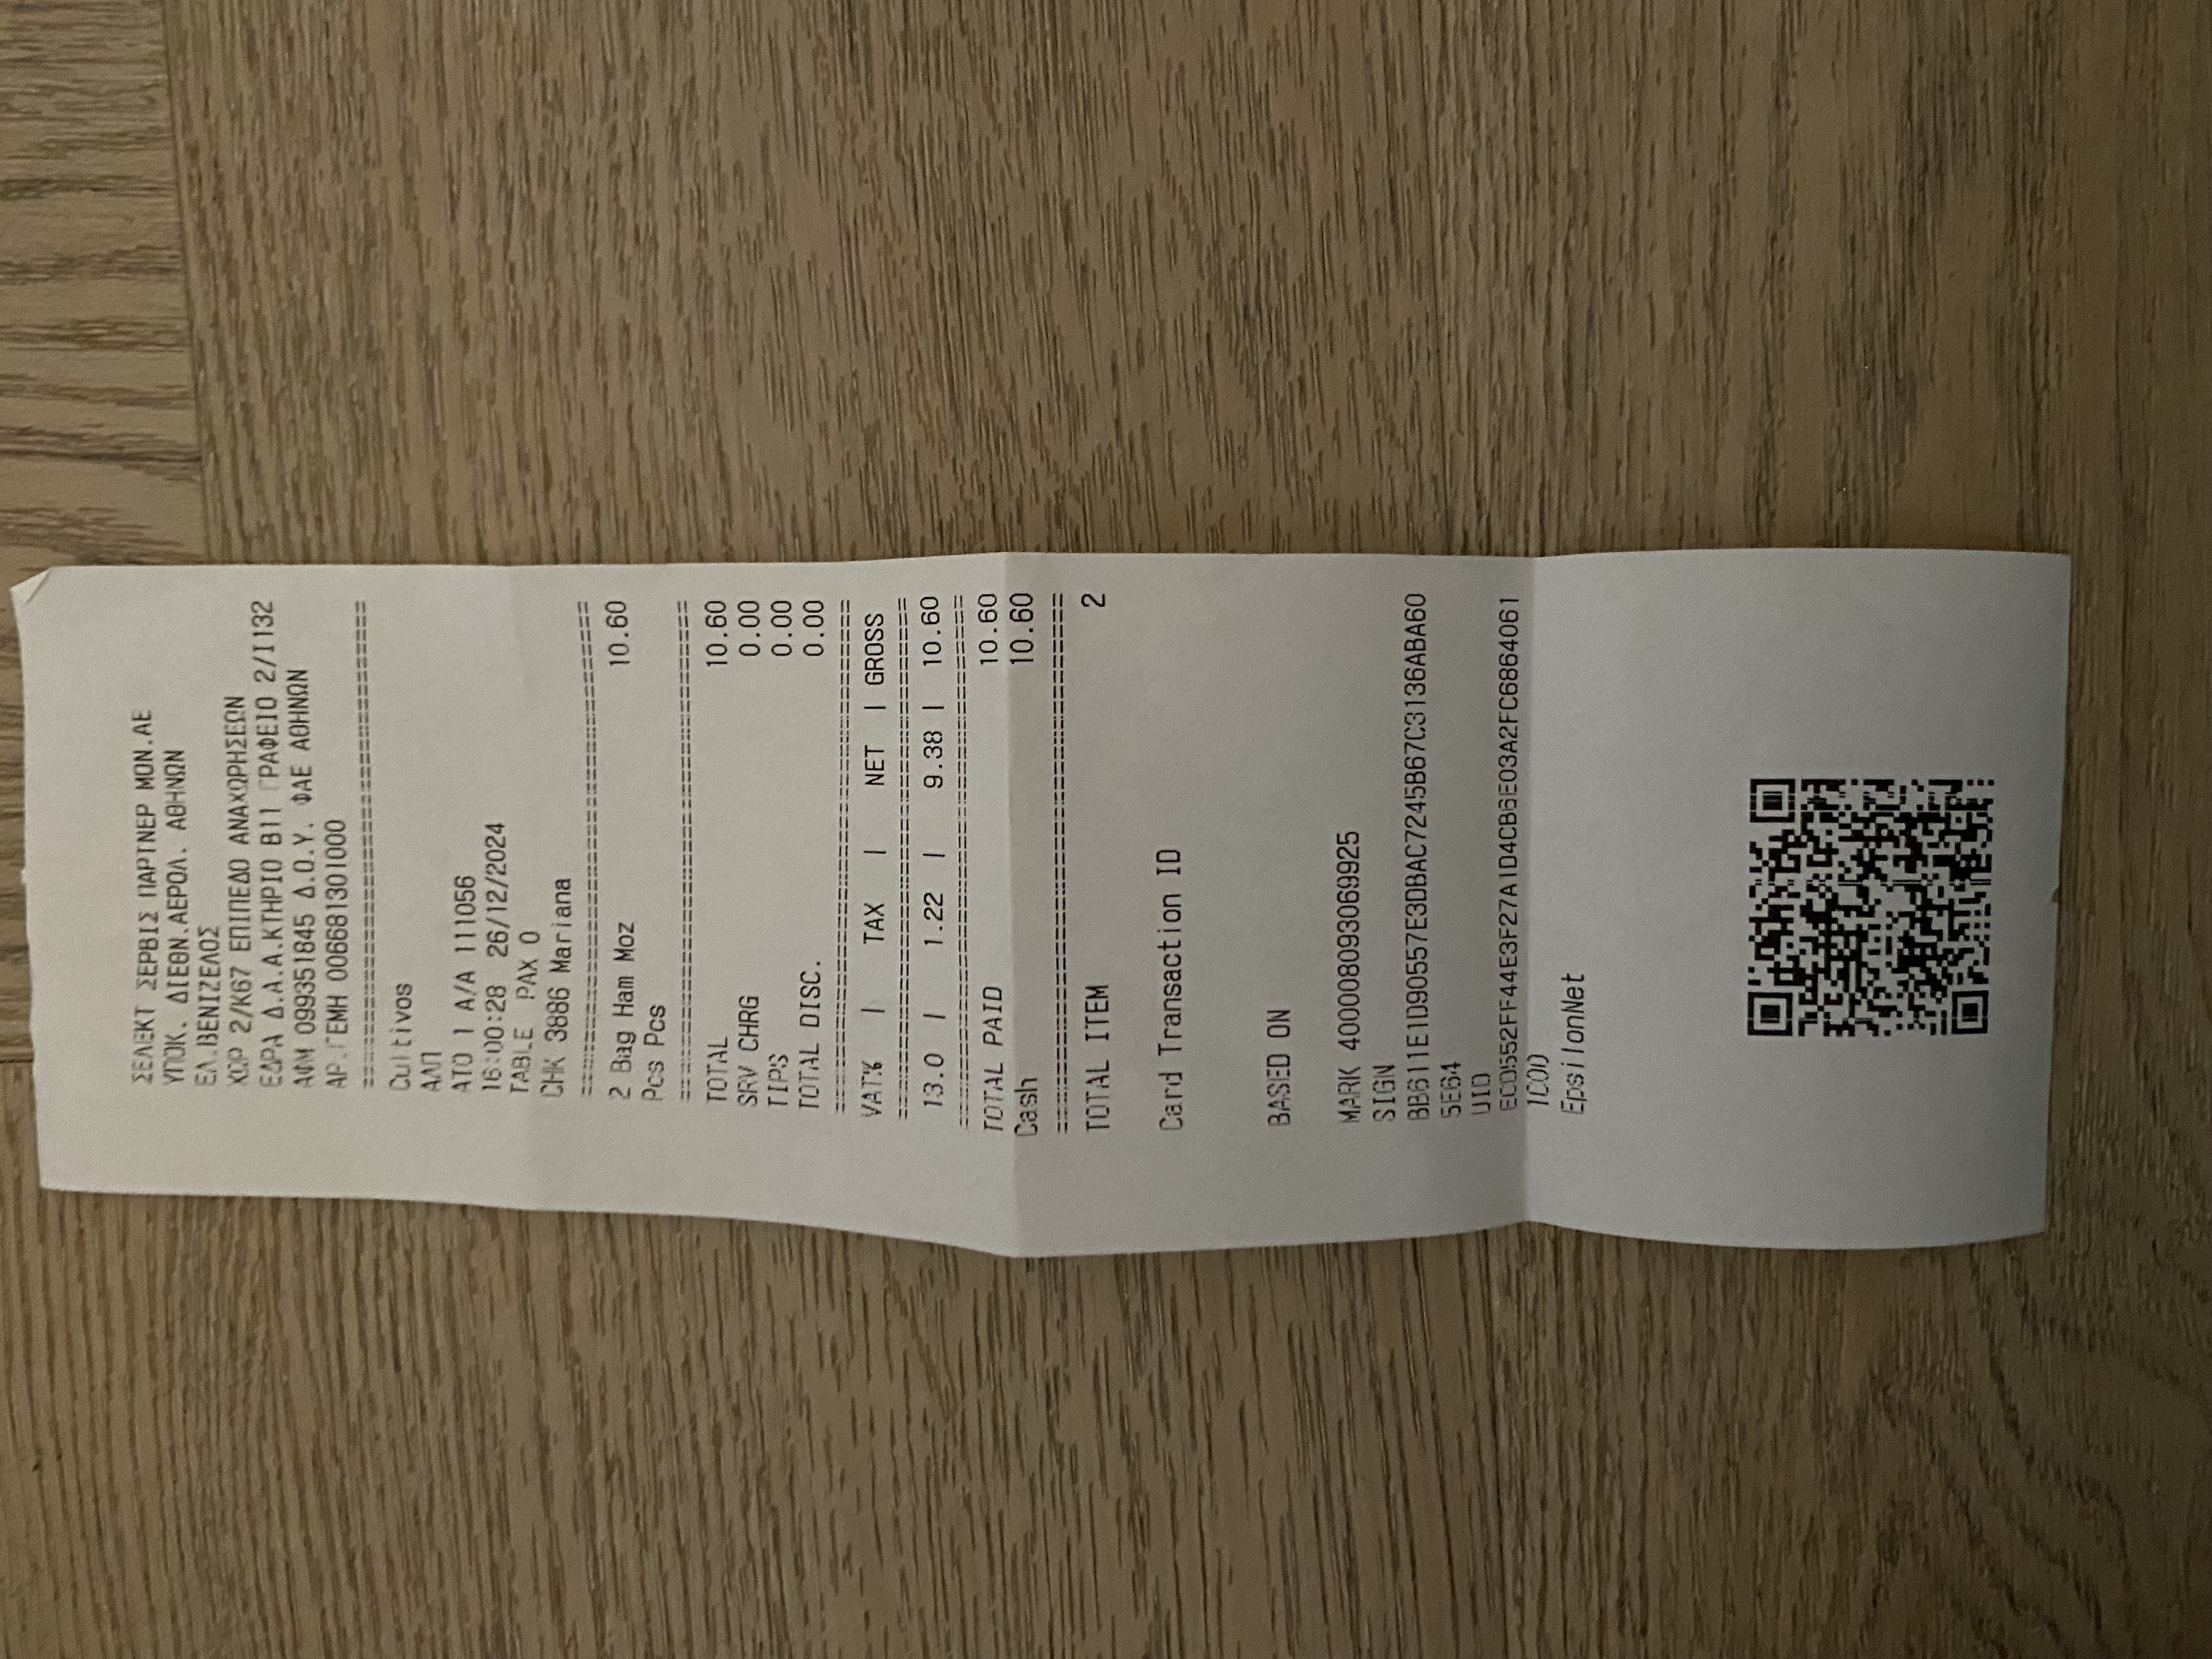 ΣΕΛΕΚΤ ΣΕΡΒΙΣ ΠΑΡΤΝΕΡ ΜΟΝ.ΑΕ
ΥΠΟΚ. ΔΙΕΘΝ.ΑΕΡΟΛ. ΑΘΗΝΩΝ
ΕΛ.ΒΕΝΙΖΕΛΟΣ
ΧΩΡ 2/Κ67 ΕΠΙΠΕΔΟ ΑΝΑΧΩΡΗΣΕΩΝ
ΕΔΡΑ Δ.Α.Α.ΚΤΗΡΙΟ Β11 ΓΡΑΦΕΙΟ 2/Ι132
ΑΦΜ 099351845 Δ.Ο.Υ. ΦΑΕ ΑΘΗΝΩΝ
ΑΡ.ΓΕΜΗ 006681301000
====================================
Cultivos
ΑΛΠ
ΑΤΟ 1 Α/Α 111056
16:00:28 26/12/2024
TABLE PAX 0
CHK 3886 Mariana
====================================
2 Bag Ham Moz 10.60
Pcs Pcs
====================================
TOTAL 10.60
SRV CHRG 0.00
TIPS 0.00
TOTAL DISC. 0.00
====================================
VAT% | TAX | NET | GROSS
====================================
13.0 | 1.22 | 9.38 | 10.60
====================================
TOTAL PAID 10.60
Cash 10.60
====================================
TOTAL ITEM 2
Card Transaction ID
BASED ON
MARK 400008093069925
SIGN
BB611E1D90557E3DBAC7245B67C3136ABA60
5E64
UID
ECD552FF44E3F27A1D4CB6E03A2FC6864061
1C00
EpsilonNet